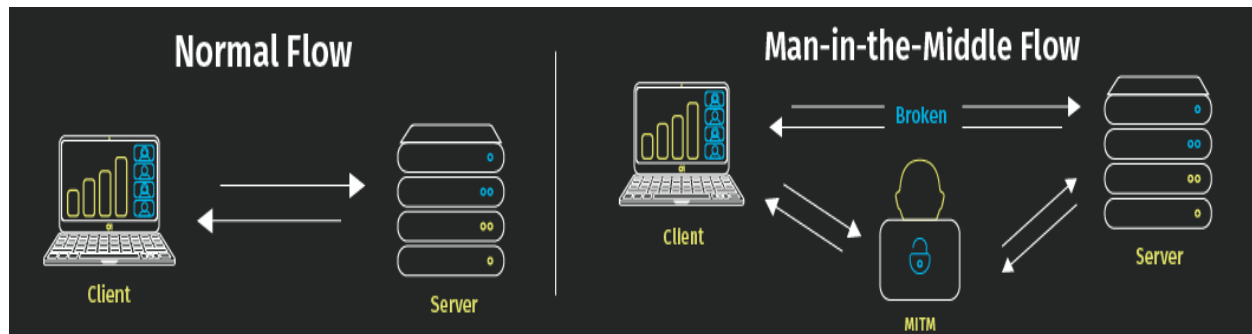 Normal Flow
Client
Server
Man-in-the-Middle Flow
Broken
Client
MITM
Server